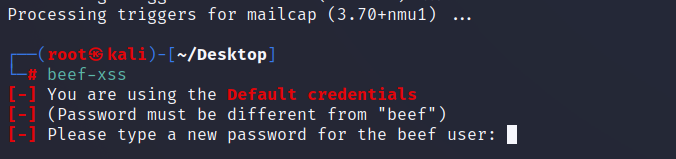 Processing triggers for mailcap (3.70+nmu1) ...
┌──(root㉿kali)-[~/Desktop]
└─# beef-xss
[-] You are using the Default credentials
[-] (Password must be different from "beef")
[-] Please type a new password for the beef user: